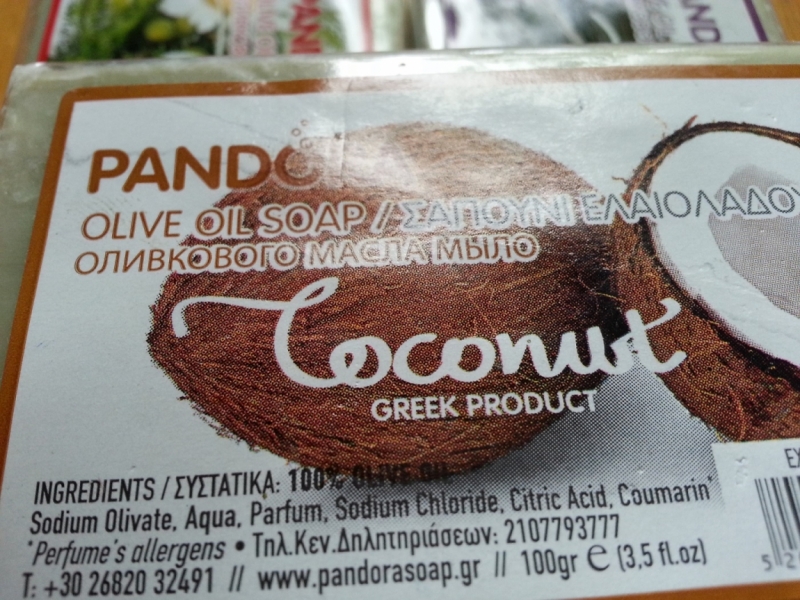 PANDO
OLIVE OIL SOAP / ΣΑΠΟΥΝΙ ΕΛΑΙΟΛΑΔΟΥ
ОЛИВКОВОГО МАСЛА МЫЛО
Coconut
GREEK PRODUCT
INGREDIENTS / ΣΥΣΤΑΤΙΚΑ: 100% OLIVE OIL
Sodium Olivate, Aqua, Parfum, Sodium Chloride, Citric Acid, Coumarin*
*Perfume's allergens • Τηλ.Κεν.Δηλητηριάσεων: 2107793777
T: +30 26820 32491 // www.pandorasoap.gr // 100gr e (3,5 fl.oz)